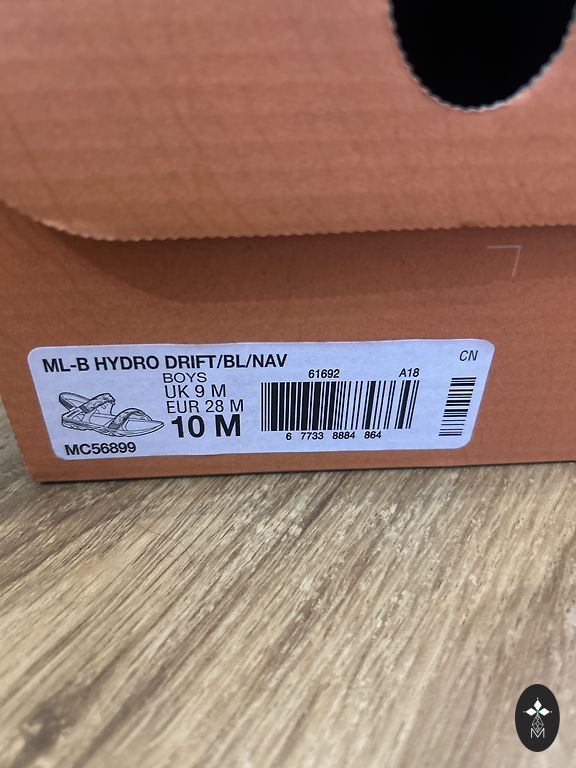 ML-B HYDRO DRIFT/BL/NAV
CN
BOYS
UK 9 M
EUR 28 M
10 M
MC56899
61692 A18
6 7733 8884 864
M